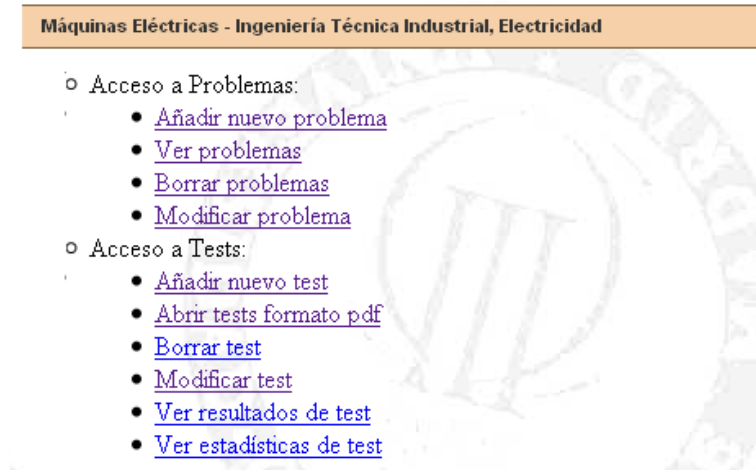 Máquinas Eléctricas - Ingeniería Técnica Industrial, Electricidad
Acceso a Problemas:
Añadir nuevo problema
Ver problemas
Borrar problemas
Modificar problema
Acceso a Tests:
Añadir nuevo test
Abrir tests formato pdf
Borrar test
Modificar test
Ver resultados de test
Ver estadísticas de test